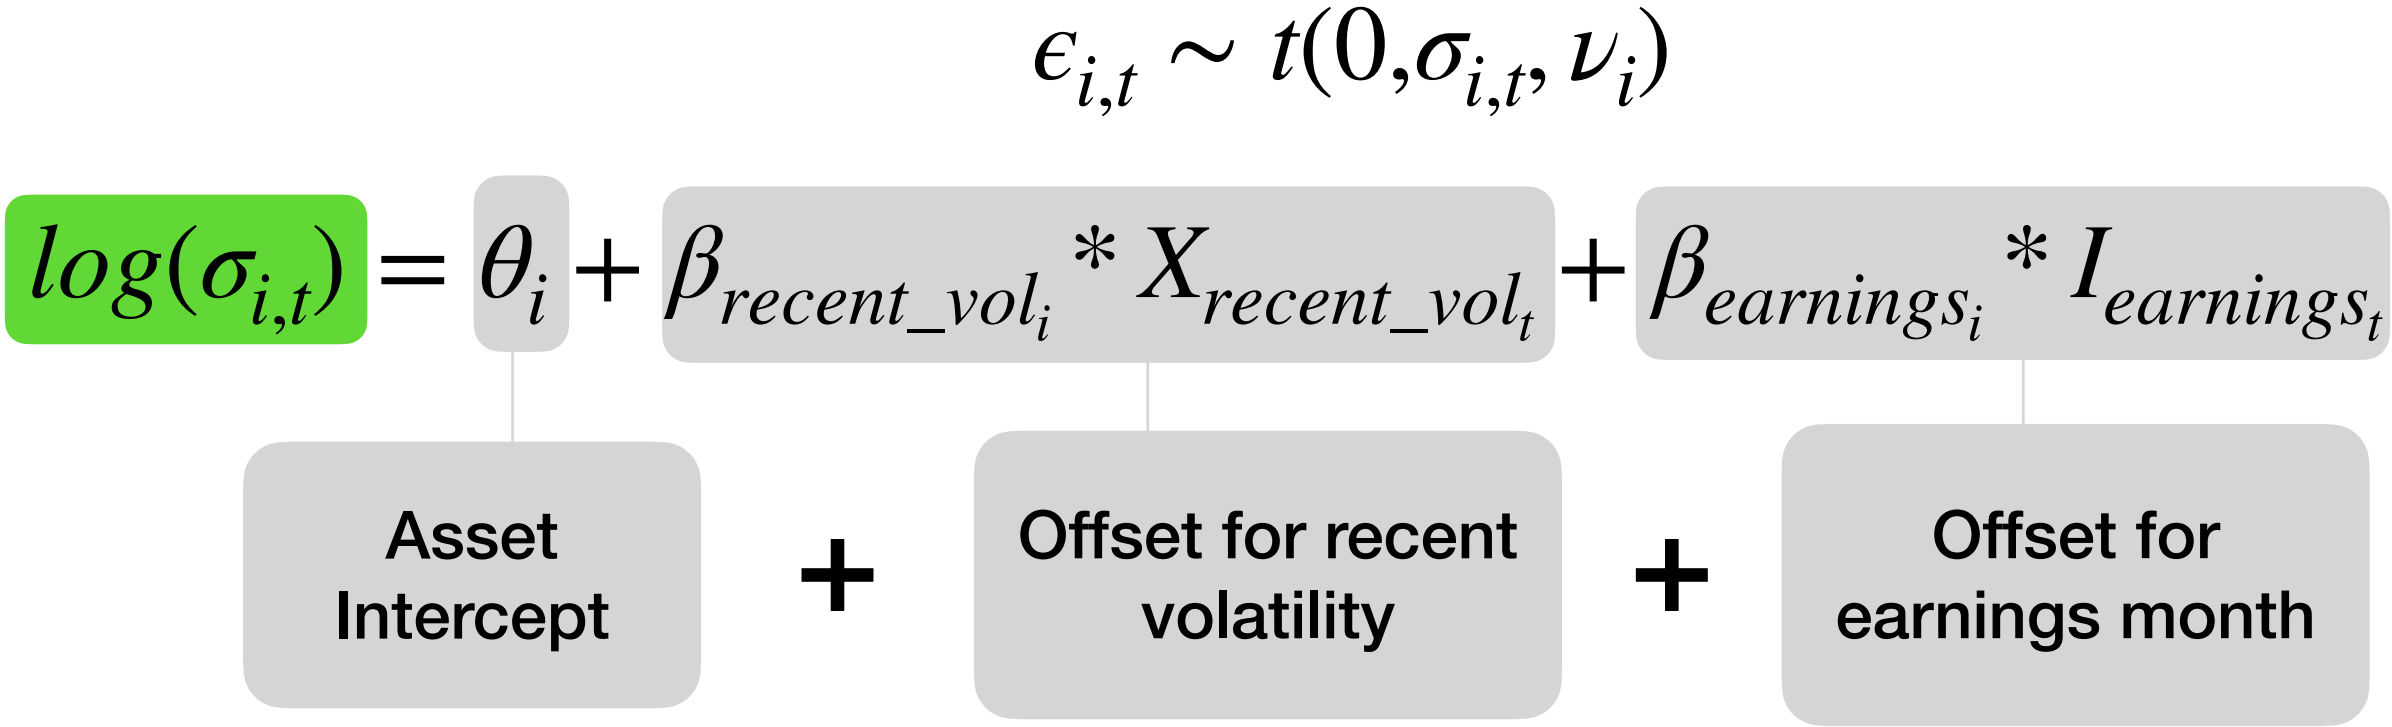 ϵ_{i,t} ∼ t(0,σ_{i,t}, ν_i)
log(σ_{i,t}) = θ_i + β_{recent_vol_i} * X_{recent_vol_t} + β_{earnings_i} * I_{earnings_t}
Asset
Intercept
+
Offset for recent
volatility
+
Offset for
earnings month